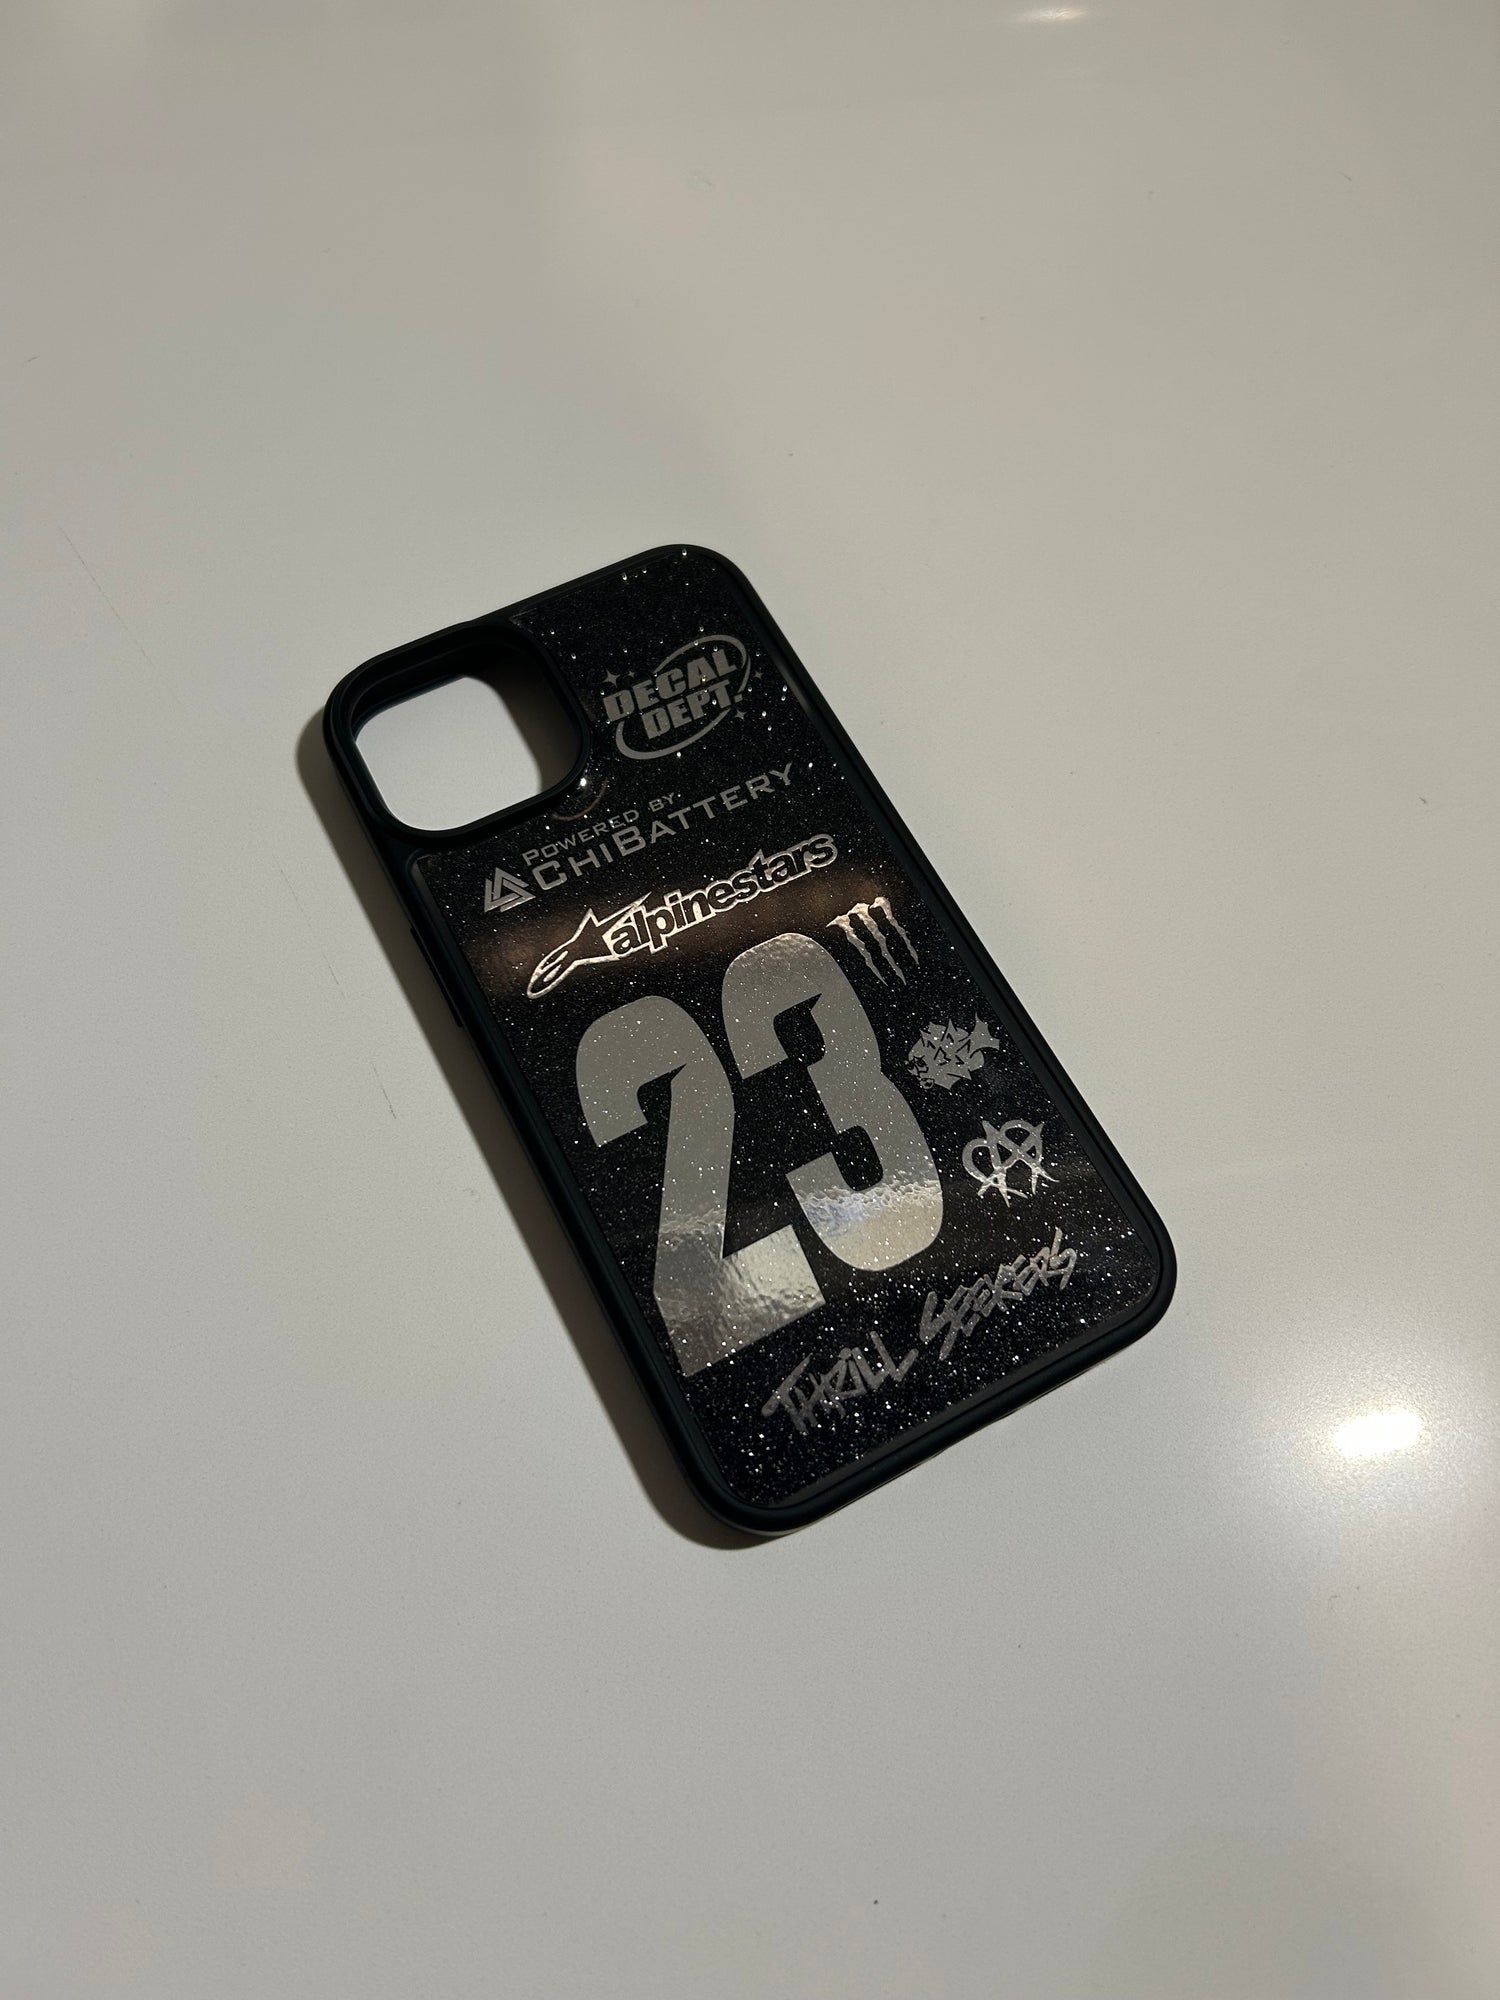 DECAL
DEPT.
POWERED BY
CHIBATTERY
alpinestars
23
THRILL SEEKERS